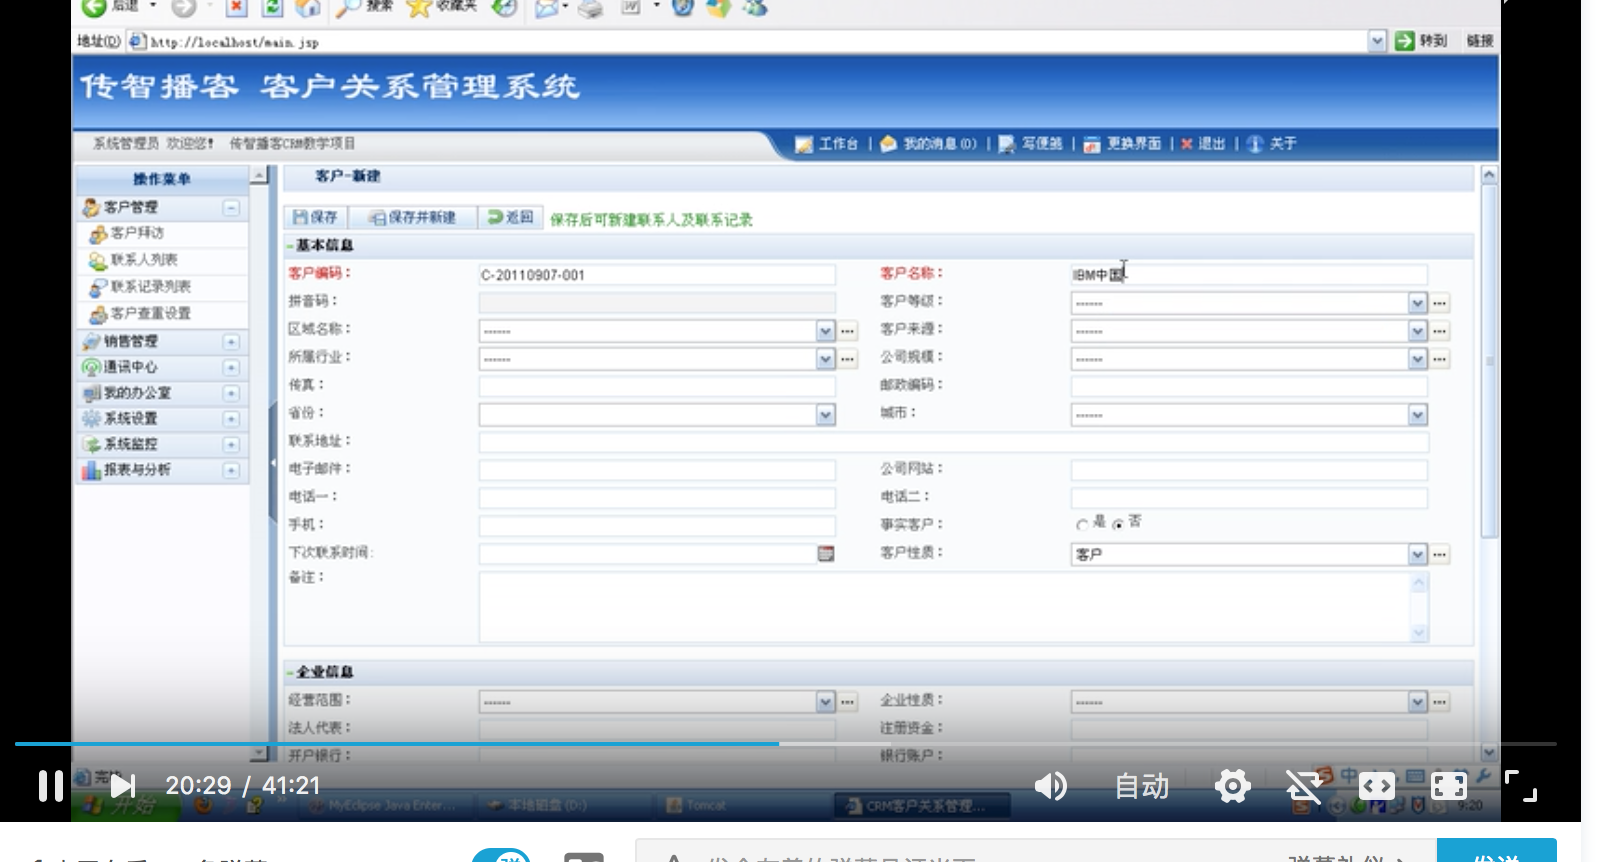 后退 搜索 收藏夹
地址(D) http://localhost/main.jsp 转到 链接
传智播客 客户关系管理系统
系统管理员 欢迎您! 传智播客CRM教学项目 工作台 | 我的消息(0) | 写便笺 | 更换界面 | 退出 | 关于
操作菜单
客户管理
客户拜访
联系人列表
联系记录列表
客户查重设置
销售管理
通讯中心
我的办公室
系统设置
系统监控
报表与分析
客户-新建
保存 保存并新建 返回 保存后可新建联系人及联系记录
-基本信息
客户编码: C-20110907-001 客户名称: IBM中国
拼音码: 客户等级: ------
区域名称: ------ ... 客户来源: ------ ...
所属行业: ------ ... 公司规模: ------ ...
传真: 邮政编码:
省份: 城市: ------
联系地址:
电子邮件: 公司网站:
电话一: 电话二:
手机: 事实客户: 是 否
下次联系时间: 客户性质: 客户 ...
备注:
-企业信息
经营范围: ------ ... 企业性质: ------ ...
法人代表: 注册资金:
开户银行: 银行账户:
20:29 / 41:21 自动
开始 MyEclipse Java Enter... 本地磁盘 (D:) Tomcat CRM客户关系管理... 9:20